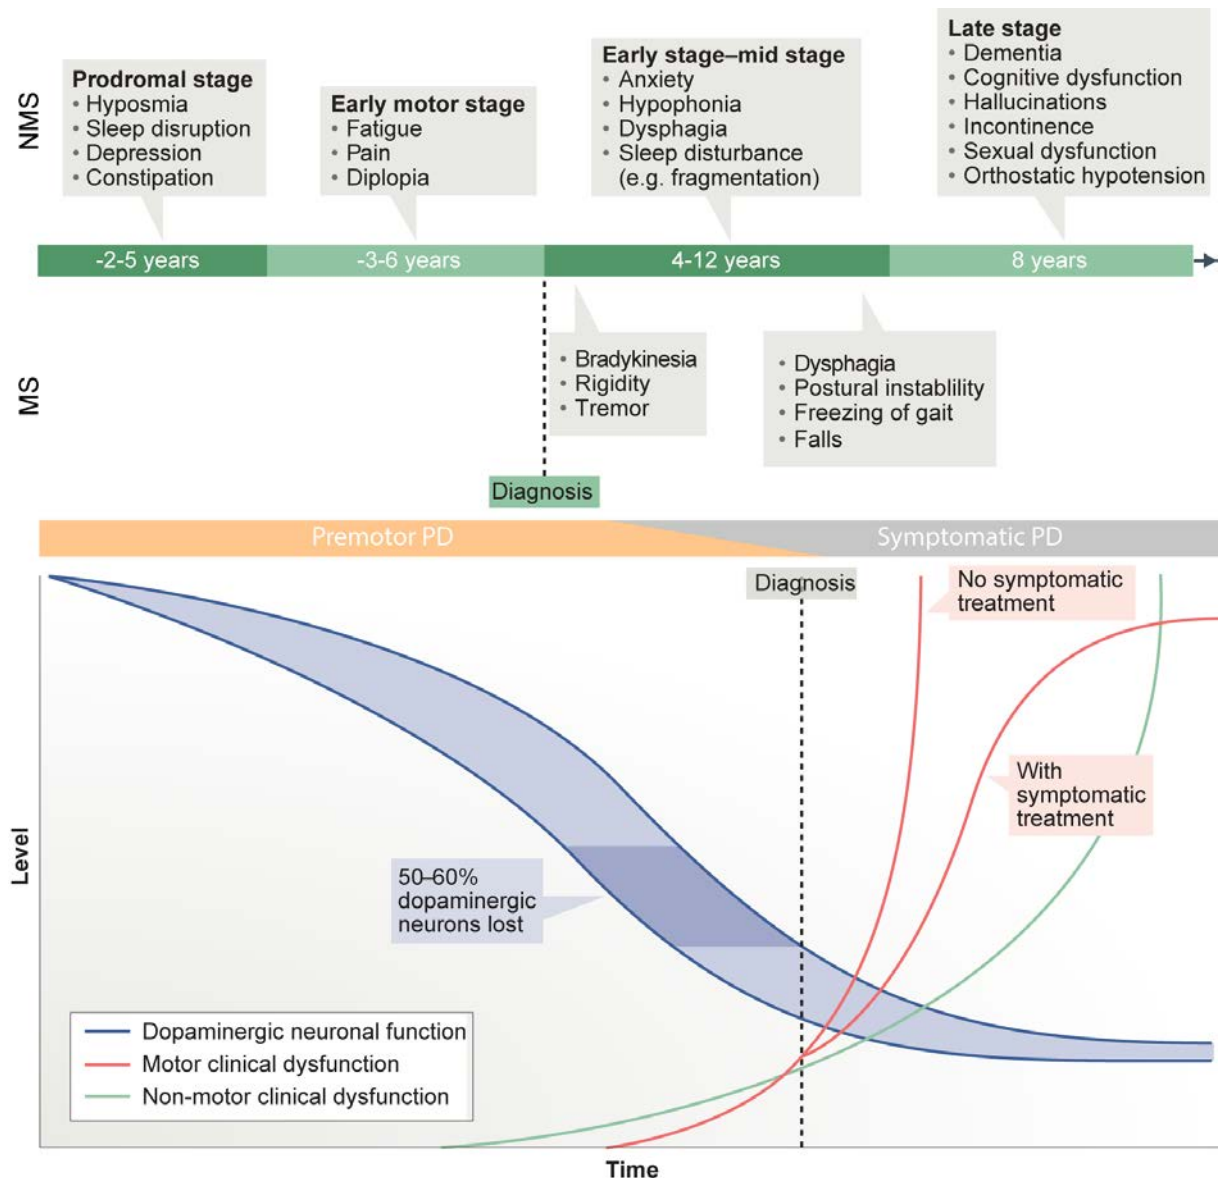 NMS
Prodromal stage
• Hyposmia
• Sleep disruption
• Depression
• Constipation
Early motor stage
• Fatigue
• Pain
• Diplopia
Early stage–mid stage
• Anxiety
• Hypophonia
• Dysphagia
• Sleep disturbance
(e.g. fragmentation)
Late stage
• Dementia
• Cognitive dysfunction
• Hallucinations
• Incontinence
• Sexual dysfunction
• Orthostatic hypotension
-2-5 years
-3-6 years
4-12 years
8 years
MS
• Bradykinesia
• Rigidity
• Tremor
• Dysphagia
• Postural instablility
• Freezing of gait
• Falls
Diagnosis
Premotor PD
Symptomatic PD
Diagnosis
No symptomatic
treatment
With
symptomatic
treatment
50–60%
dopaminergic
neurons lost
Level
Dopaminergic neuronal function
Motor clinical dysfunction
Non-motor clinical dysfunction
Time